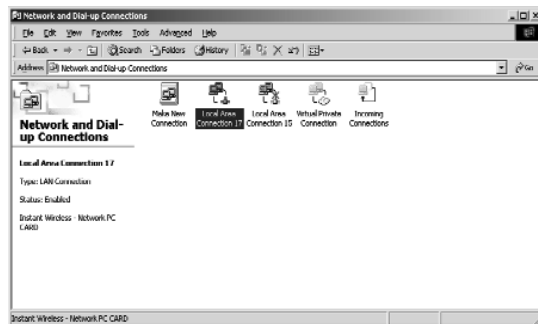 Network and Dial-up Connections
File Edit View Favorites Tools Advanced Help
Back Search Folders History
Address Network and Dial-up Connections Go
Network and Dial-
up Connections
Local Area Connection 17
Type: LAN Connection
Status: Enabled
Instant Wireless - Network PC
CARD
Make New
Connection
Local Area
Connection 17
Local Area
Connection 15
Virtual Private
Connection
Incoming
Connections
Instant Wireless - Network PC CARD